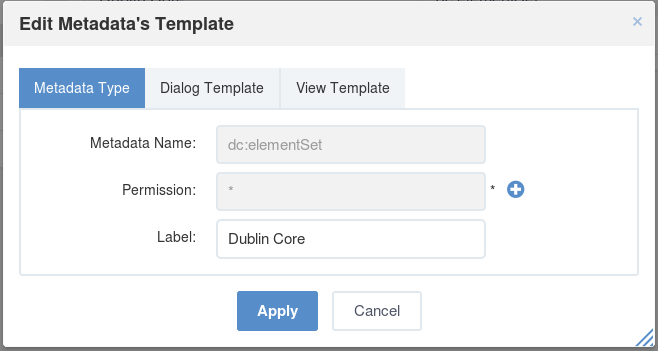 Edit Metadata's Template
×
Metadata Type
Dialog Template
View Template
Metadata Name: dc:elementSet
Permission: * *
Label: Dublin Core
Apply
Cancel